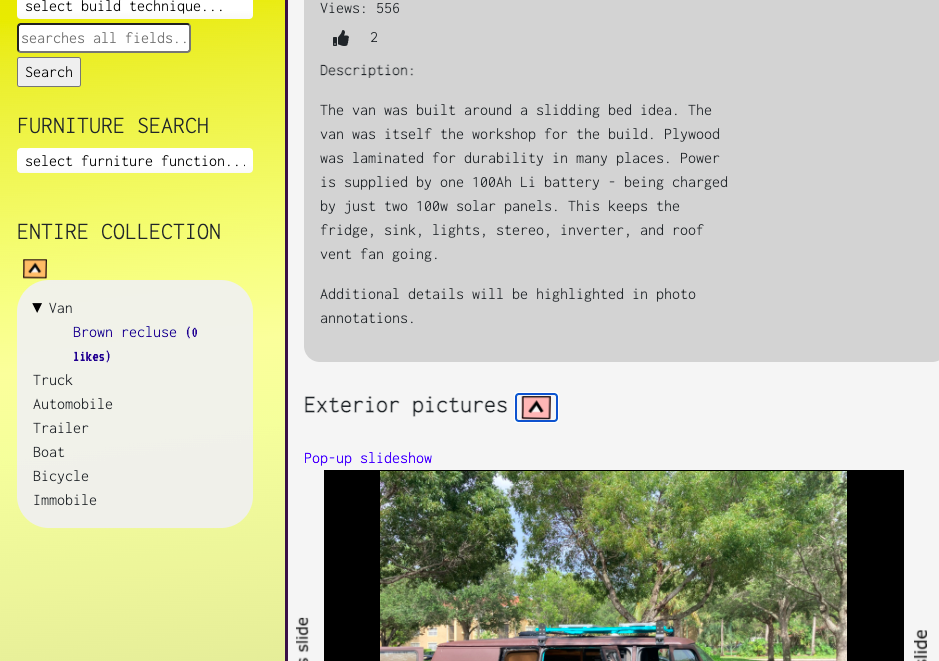 select build technique...
searches all fields..
Search
FURNITURE SEARCH
select furniture function...
ENTIRE COLLECTION
▼ Van
Brown recluse (0
likes)
Truck
Automobile
Trailer
Boat
Bicycle
Immobile
Views: 556
2
Description:
The van was built around a slidding bed idea. The
van was itself the workshop for the build. Plywood
was laminated for durability in many places. Power
is supplied by one 100Ah Li battery - being charged
by just two 100w solar panels. This keeps the
fridge, sink, lights, stereo, inverter, and roof
vent fan going.
Additional details will be highlighted in photo
annotations.
Exterior pictures
Pop-up slideshow
slide
slide